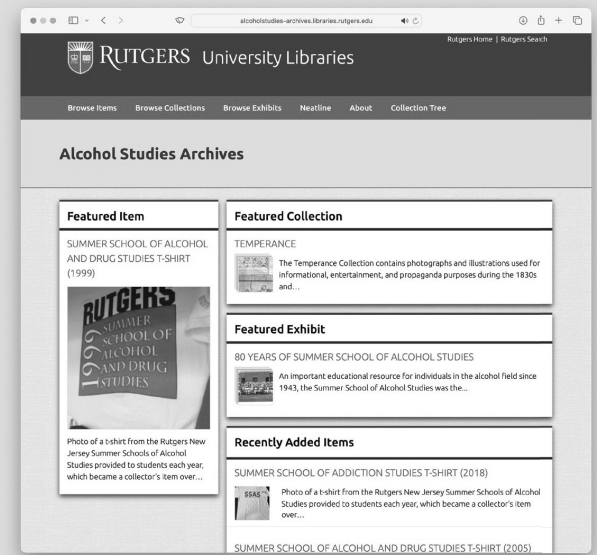 alcoholstudies-archives.libraries.rutgers.edu
Rutgers Home | Rutgers Search
RUTGERS University Libraries
Browse Items Browse Collections Browse Exhibits Neatline About Collection Tree
Alcohol Studies Archives
Featured Item
SUMMER SCHOOL OF ALCOHOL
AND DRUG STUDIES T-SHIRT
(1999)
RUTGERS
1999
SUMMER
SCHOOL OF
ALCOHOL
AND DRUG
STUDIES
Photo of a t-shirt from the Rutgers New
Jersey Summer Schools of Alcohol
Studies provided to students each year,
which became a collector's item over...
Featured Collection
TEMPERANCE
The Temperance Collection contains photographs and illustrations used for
informational, entertainment, and propaganda purposes during the 1830s
and...
Featured Exhibit
80 YEARS OF SUMMER SCHOOL OF ALCOHOL STUDIES
An important educational resource for individuals in the alcohol field since
1943, the Summer School of Alcohol Studies was the...
Recently Added Items
SUMMER SCHOOL OF ADDICTION STUDIES T-SHIRT (2018)
SSAS
Photo of a t-shirt from the Rutgers New Jersey Summer Schools of Alcohol
Studies provided to students each year, which became a collector's item
over...
SUMMER SCHOOL OF ALCOHOL AND DRUG STUDIES T-SHIRT (2005)